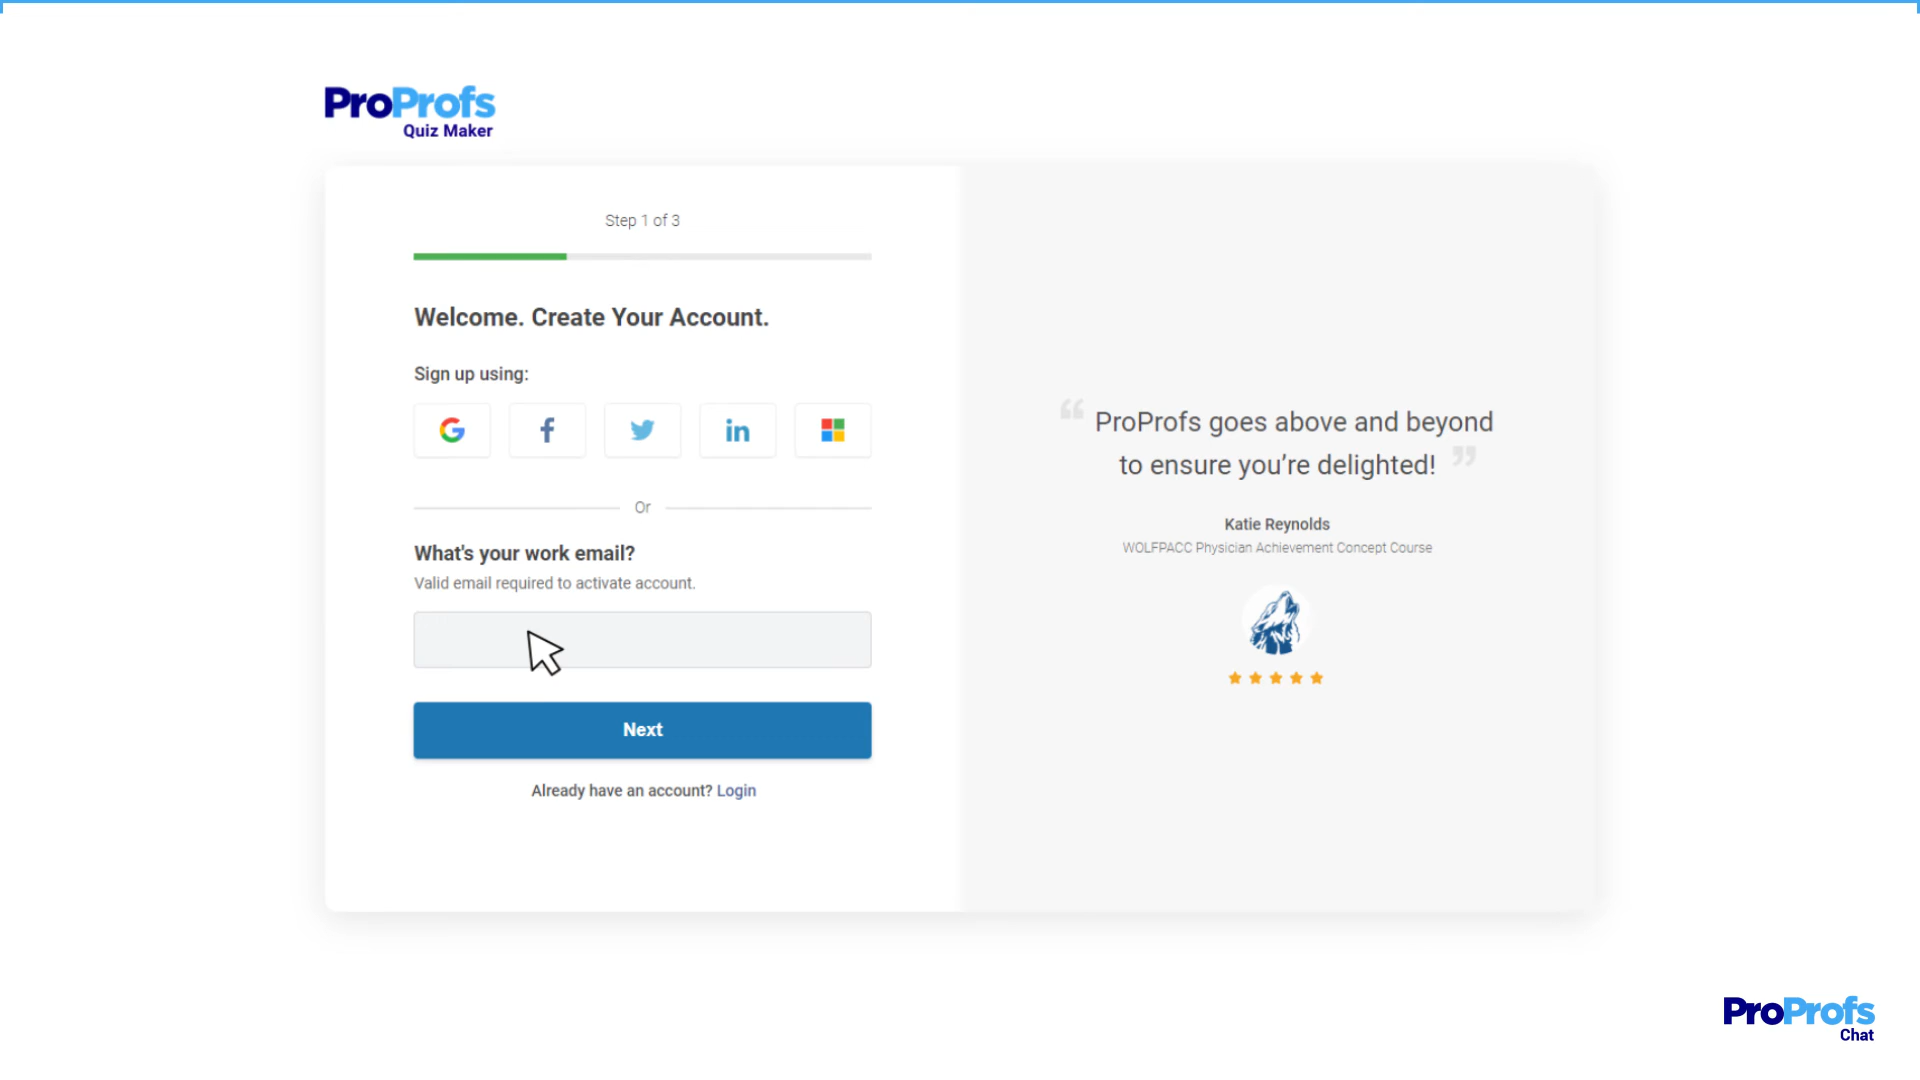 ProProfs
Quiz Maker
Step 1 of 3
Welcome. Create Your Account.
Sign up using:
Or
What's your work email?
Valid email required to activate account.
Next
Already have an account? Login
“ ProProfs goes above and beyond
to ensure you’re delighted! ”
Katie Reynolds
WOLFPACC Physician Achievement Concept Course
ProProfs
Chat